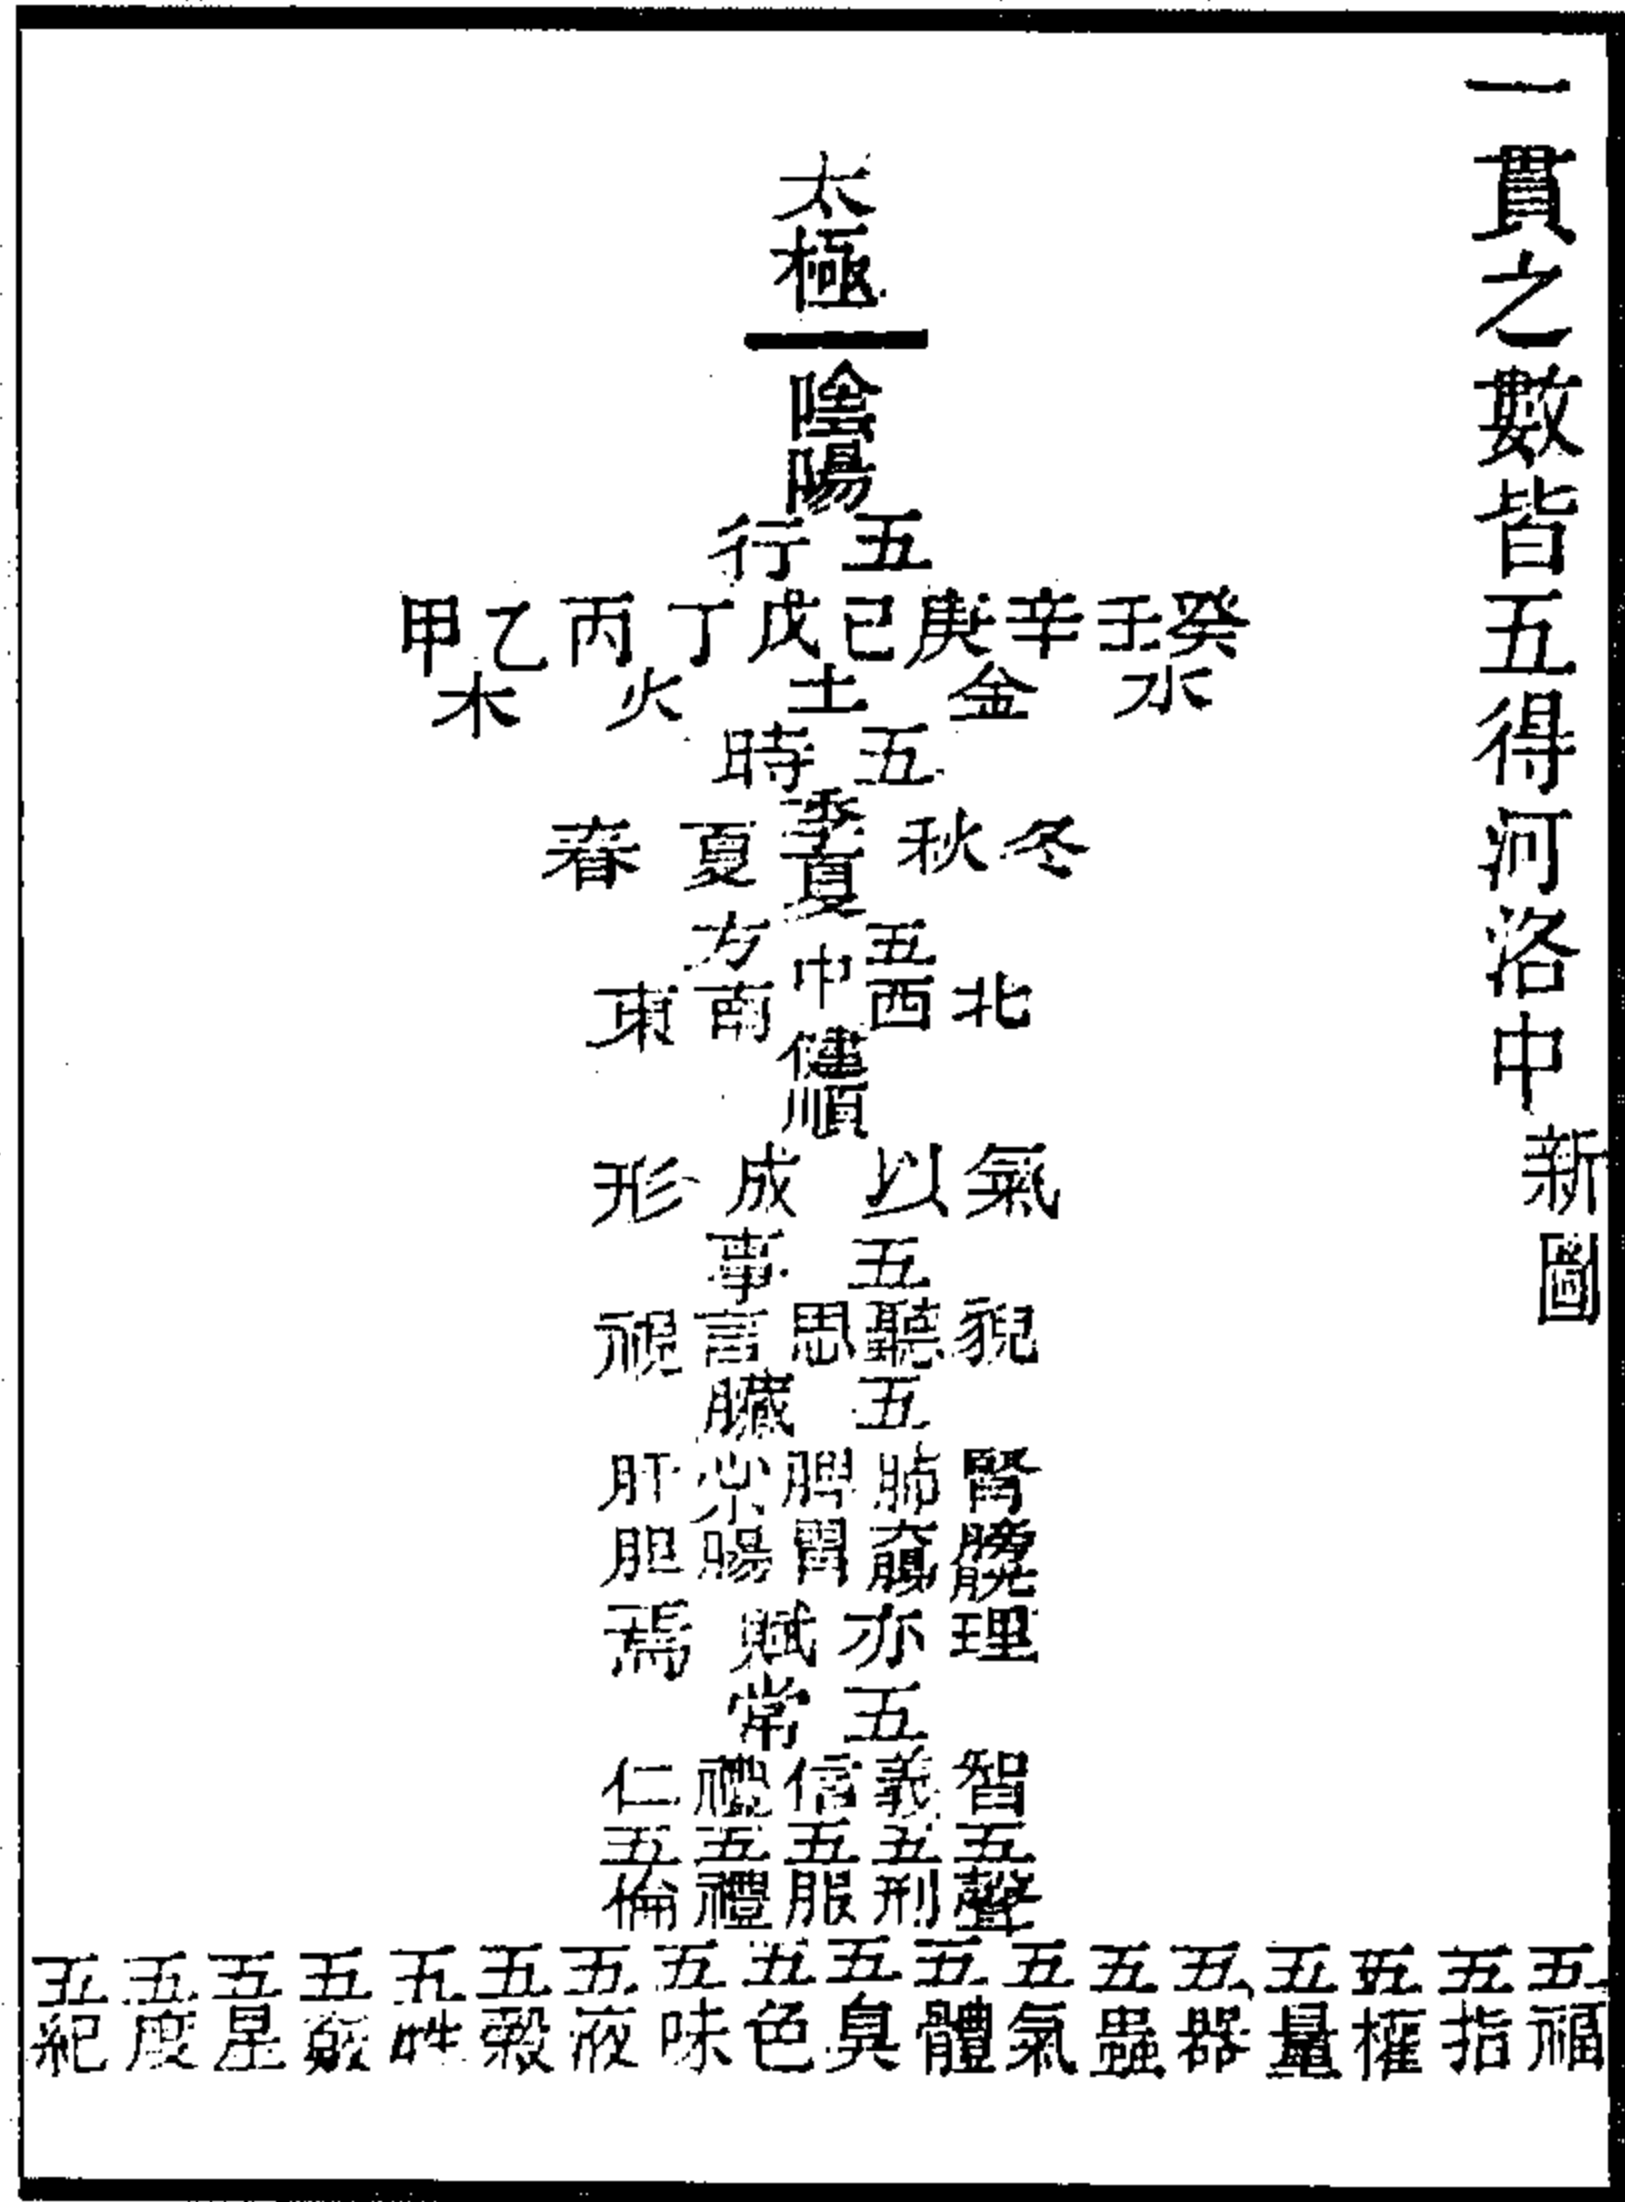 一貫之數皆五得河洛中新圖
太極
陰陽
五行
癸壬辛庚己戊丁丙乙甲
水金土火木
五時
冬秋季夏夏春
五方
北西中南東
健順
氣以成形
五事
貌聽思言視
五臟
腎肺脾心肝
膀胱大腸胃小腸胆
理亦賦焉
五常
智義信禮仁
五聲五刑五服五禮五倫
五福五指五權五量五器五蟲五氣五體五臭五色五味五液五穀五牲五五星五度五紀